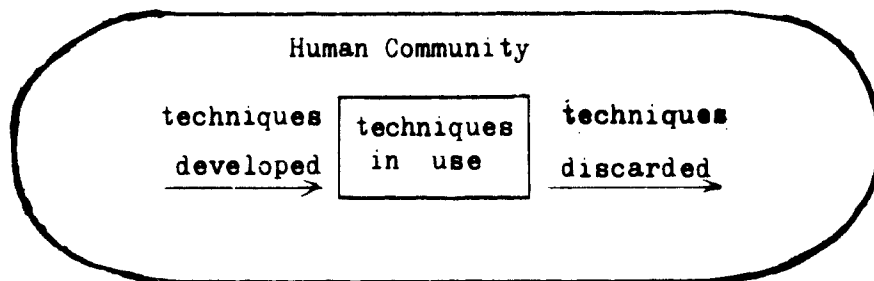 Human Community
techniques
developed
techniques
in use
techniques
discarded